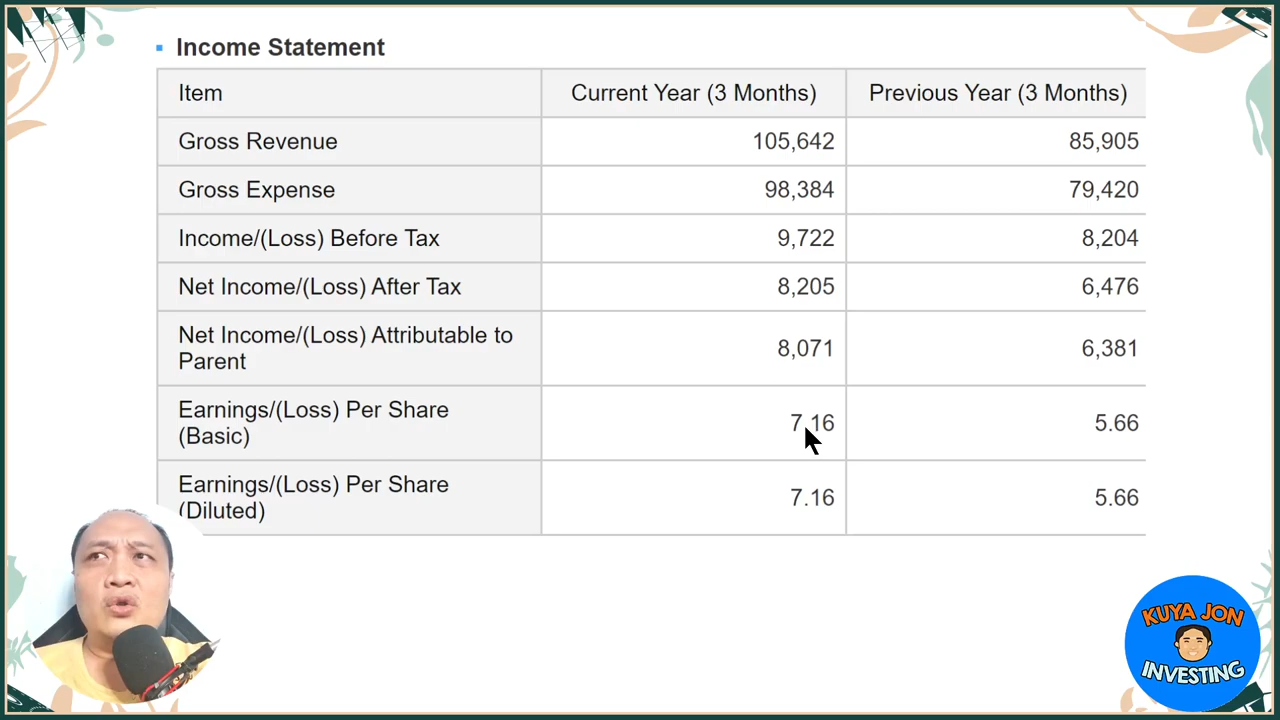 Income Statement
Item Current Year (3 Months) Previous Year (3 Months)
Gross Revenue 105,642 85,905
Gross Expense 98,384 79,420
Income/(Loss) Before Tax 9,722 8,204
Net Income/(Loss) After Tax 8,205 6,476
Net Income/(Loss) Attributable to
Parent 8,071 6,381
Earnings/(Loss) Per Share
(Basic) 7.16 5.66
Earnings/(Loss) Per Share
(Diluted) 7.16 5.66
KUYA JON
INVESTING